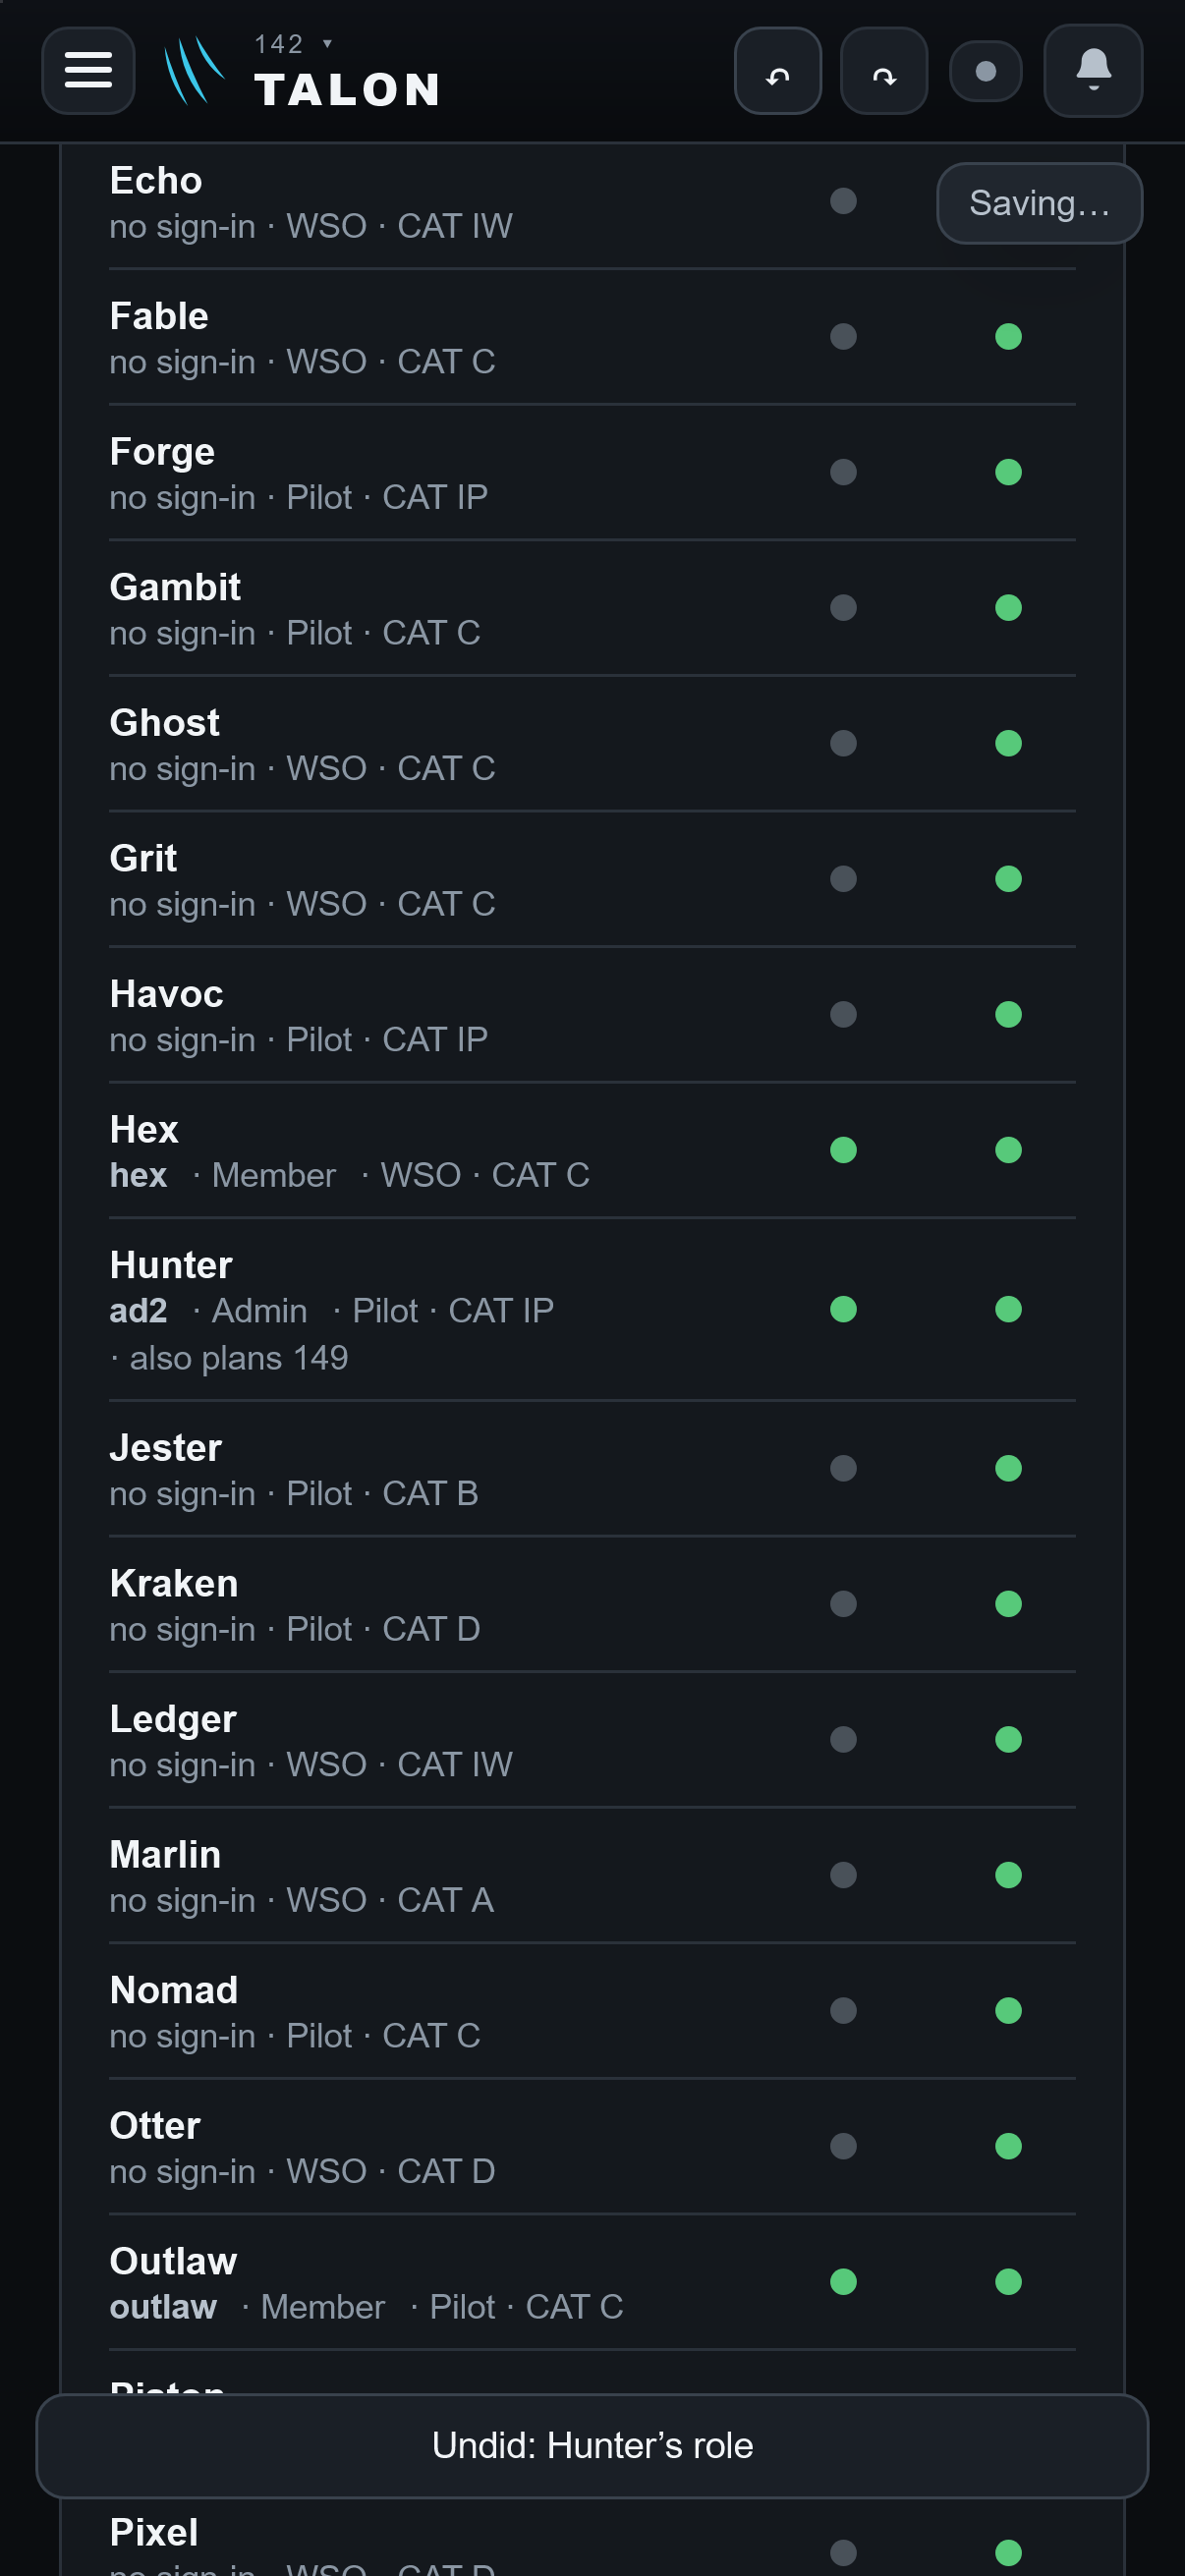 142 ▾
TALON
Echo
no sign-in · WSO · CAT IW
Saving…
Fable
no sign-in · WSO · CAT C
Forge
no sign-in · Pilot · CAT IP
Gambit
no sign-in · Pilot · CAT C
Ghost
no sign-in · WSO · CAT C
Grit
no sign-in · WSO · CAT C
Havoc
no sign-in · Pilot · CAT IP
Hex
hex · Member · WSO · CAT C
Hunter
ad2 · Admin · Pilot · CAT IP
· also plans 149
Jester
no sign-in · Pilot · CAT B
Kraken
no sign-in · Pilot · CAT D
Ledger
no sign-in · WSO · CAT IW
Marlin
no sign-in · WSO · CAT A
Nomad
no sign-in · Pilot · CAT C
Otter
no sign-in · WSO · CAT D
Outlaw
outlaw · Member · Pilot · CAT C
Undid: Hunter’s role
Pixel
no sign-in · WSO · CAT D